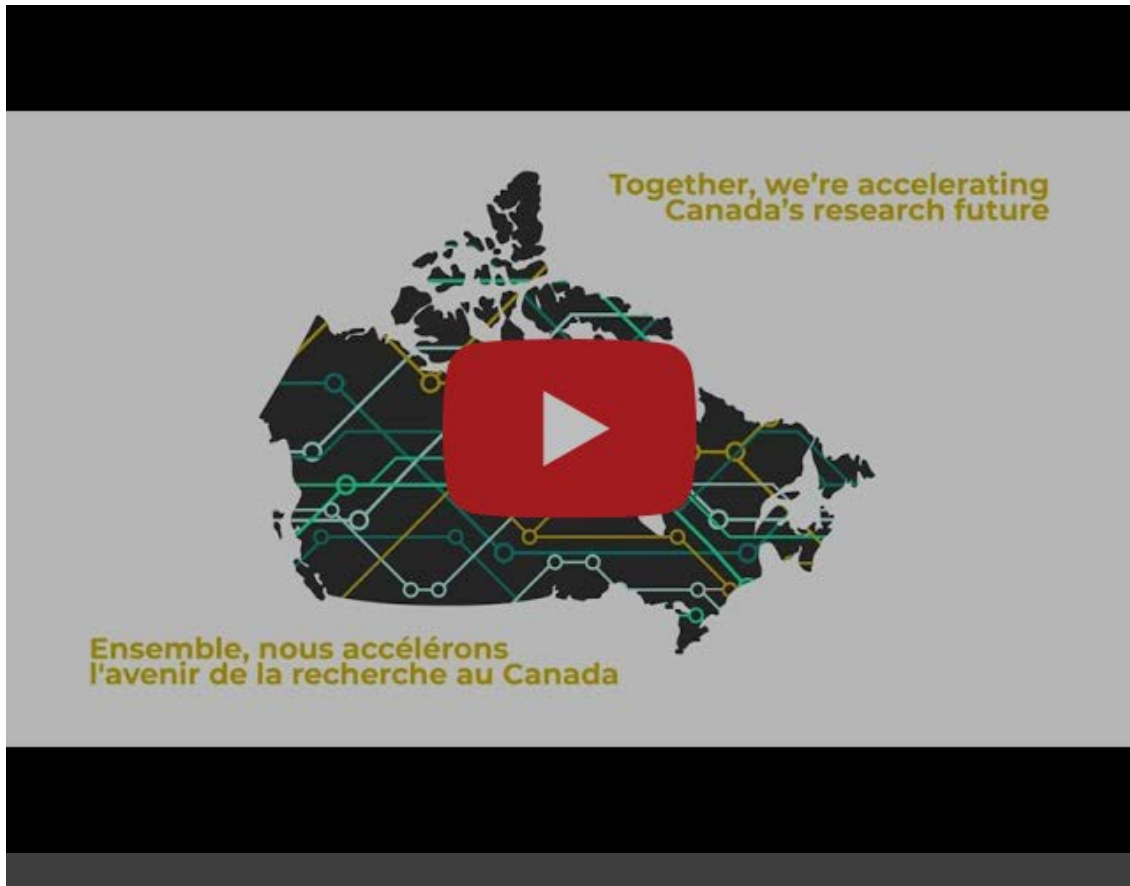 Together, we're accelerating
Canada's research future
Ensemble, nous accélérons
l'avenir de la recherche au Canada